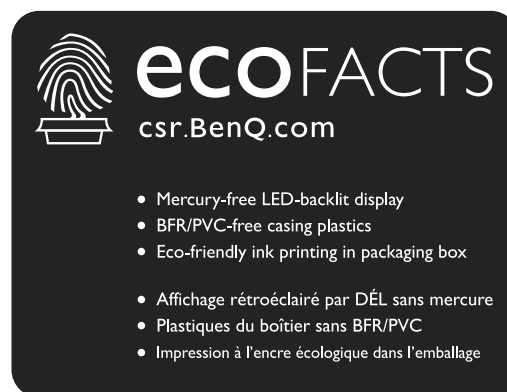 ecoFACTS
csr.BenQ.com
• Mercury-free LED-backlit display
• BFR/PVC-free casing plastics
• Eco-friendly ink printing in packaging box
• Affichage rétroéclairé par DÉL sans mercure
• Plastiques du boîtier sans BFR/PVC
• Impression à l'encre écologique dans l'emballage